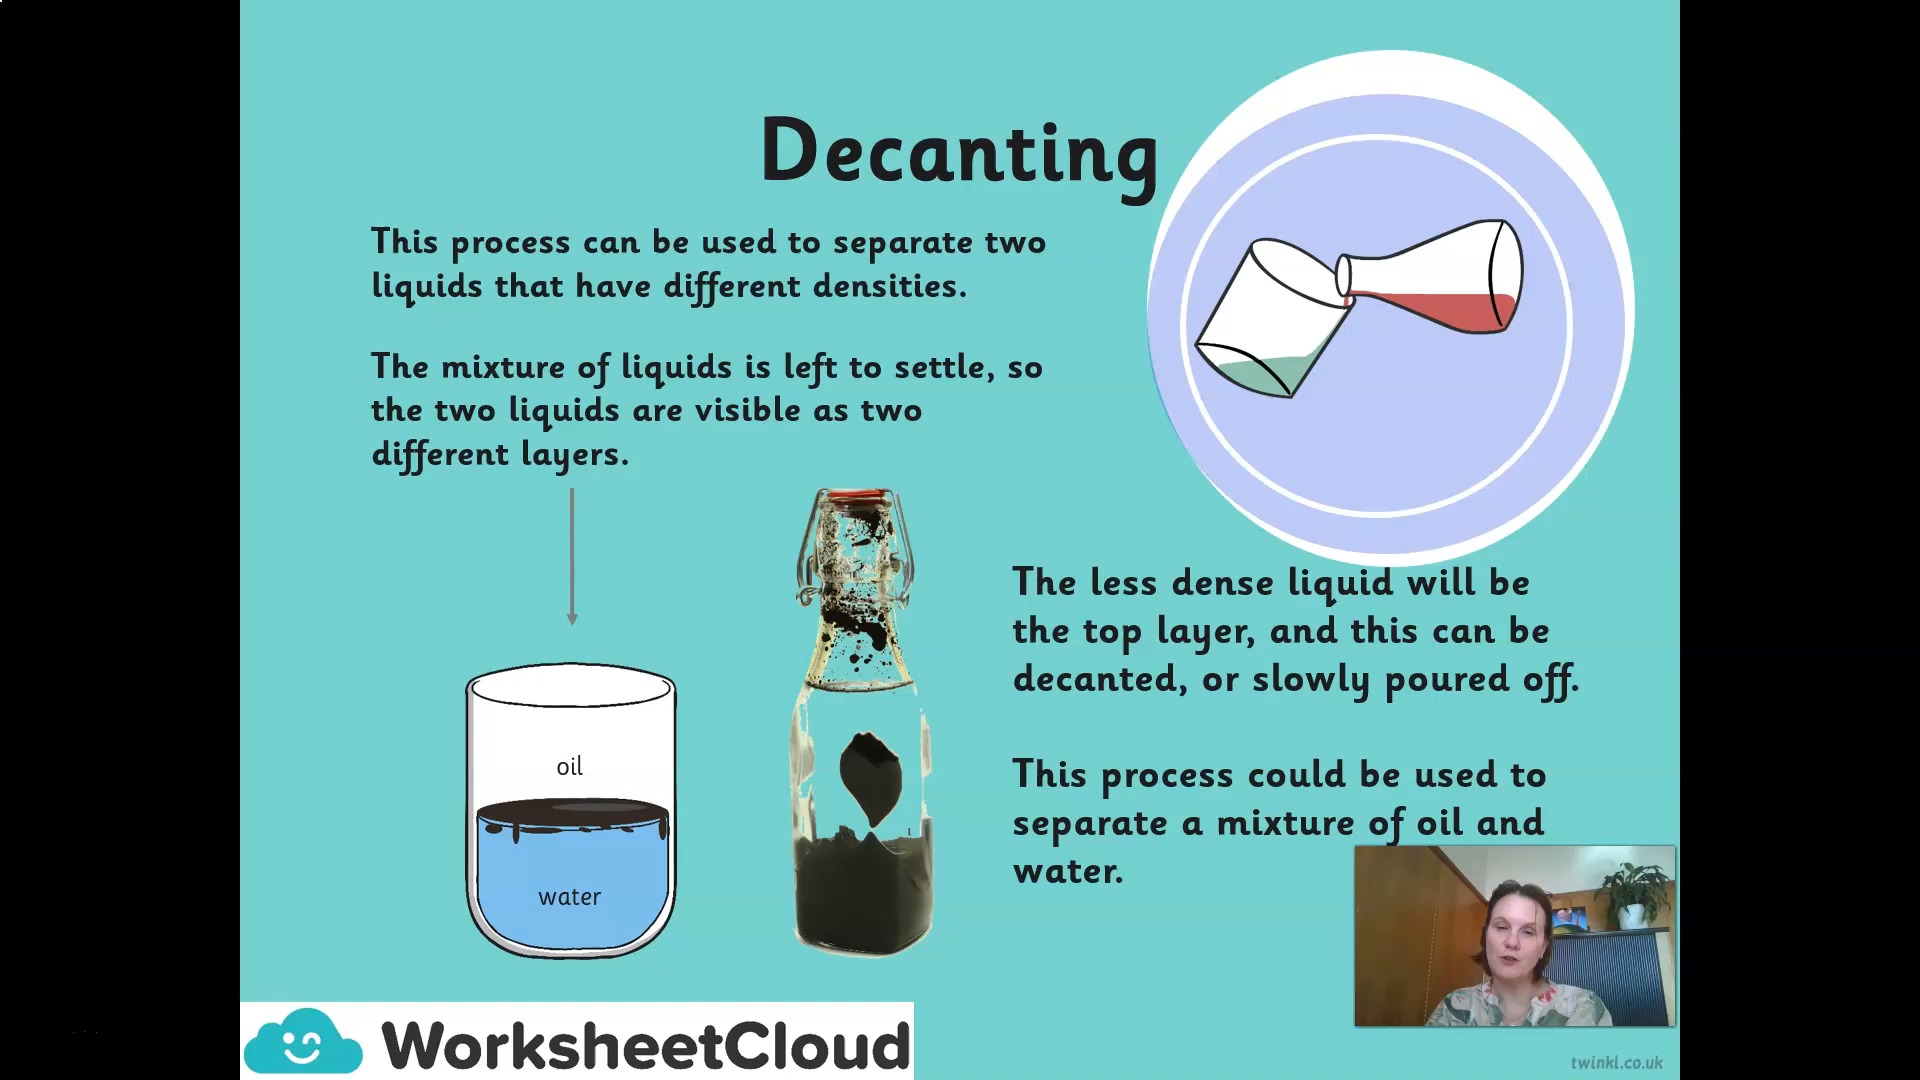 Decanting
This process can be used to separate two
liquids that have different densities.
The mixture of liquids is left to settle, so
the two liquids are visible as two
different layers.
oil
water
The less dense liquid will be
the top layer, and this can be
decanted, or slowly poured off.
This process could be used to
separate a mixture of oil and
water.
WorksheetCloud
twinkl.co.uk